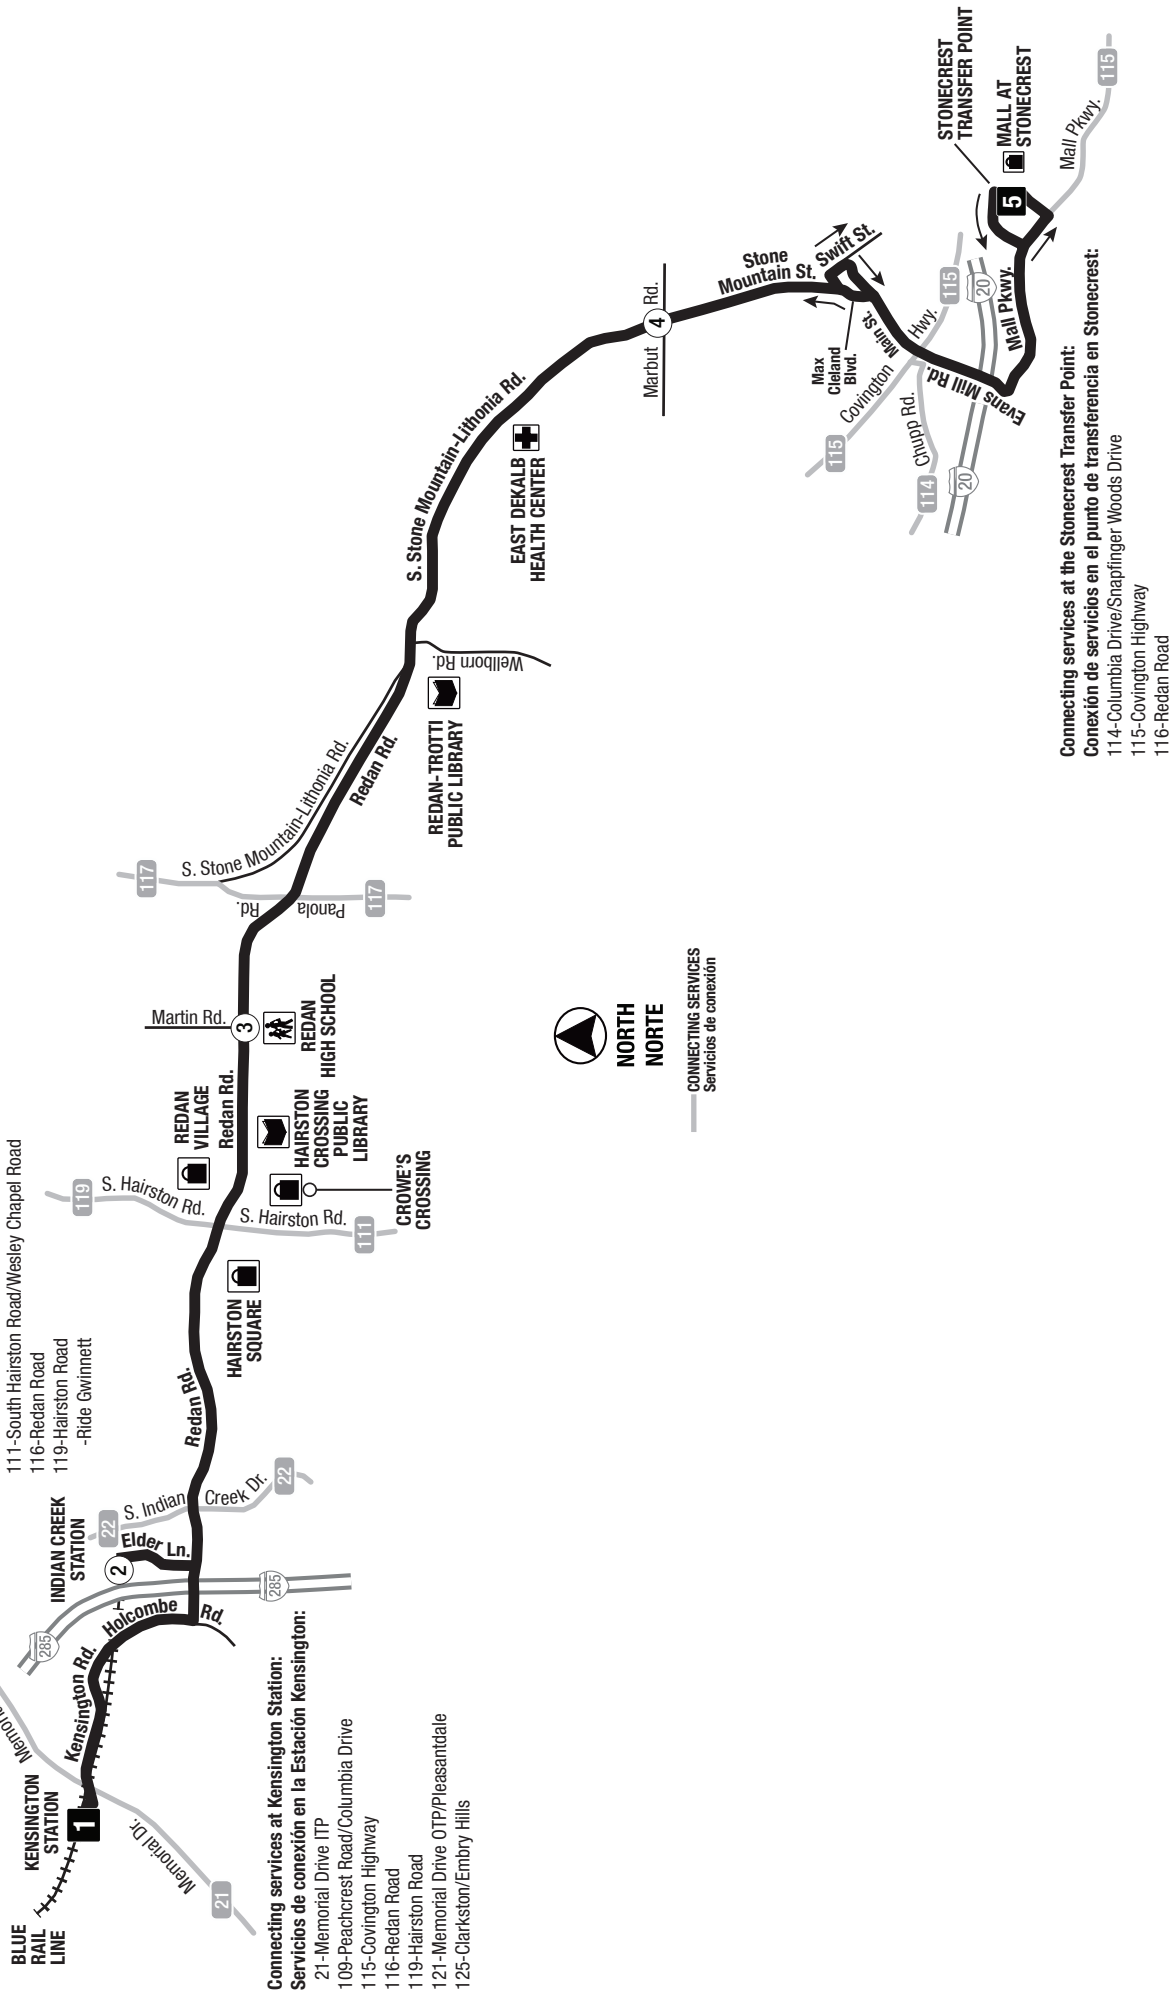 111-South Hairston Road/Wesley Chapel Road
116-Redan Road
119-Hairston Road
-Ride Gwinnett
BLUE
RAIL
LINE
KENSINGTON
STATION
1
Memorial Dr.
21
Kensington Rd.
285
INDIAN CREEK
STATION
2
Holcombe Rd.
Elder Ln.
285
22
S. Indian Creek Dr.
22
Redan Rd.
HAIRSTON
SQUARE
119
S. Hairston Rd.
S. Hairston Rd.
111
CROWE'S
CROSSING
REDAN
VILLAGE
Redan Rd.
HAIRSTON
CROSSING
PUBLIC
LIBRARY
Martin Rd.
3
REDAN
HIGH SCHOOL
117
Panola Rd.
117
S. Stone Mountain-Lithonia Rd.
Redan Rd.
REDAN-TROTTI
PUBLIC LIBRARY
Wellborn Rd.
S. Stone Mountain-Lithonia Rd.
EAST DEKALB
HEALTH CENTER
Marbut Rd.
4
Stone
Mountain St.
Swift St.
Max
Cleland
Blvd.
Main St.
115
Covington Hwy.
115
Chupp Rd.
114
20
20
Evans Mill Rd.
Mall Pkwy.
STONECREST
TRANSFER POINT
5
MALL AT
STONECREST
Mall Pkwy.
115
NORTH
NORTE
CONNECTING SERVICES
Servicios de conexión
Connecting services at Kensington Station:
Servicios de conexión en la Estación Kensington:
21-Memorial Drive ITP
109-Peachcrest Road/Columbia Drive
115-Covington Highway
116-Redan Road
119-Hairston Road
121-Memorial Drive OTP/Pleasantdale
125-Clarkston/Embry Hills
Connecting services at the Stonecrest Transfer Point:
Conexión de servicios en el punto de transferencia en Stonecrest:
114-Columbia Drive/Snapfinger Woods Drive
115-Covington Highway
116-Redan Road